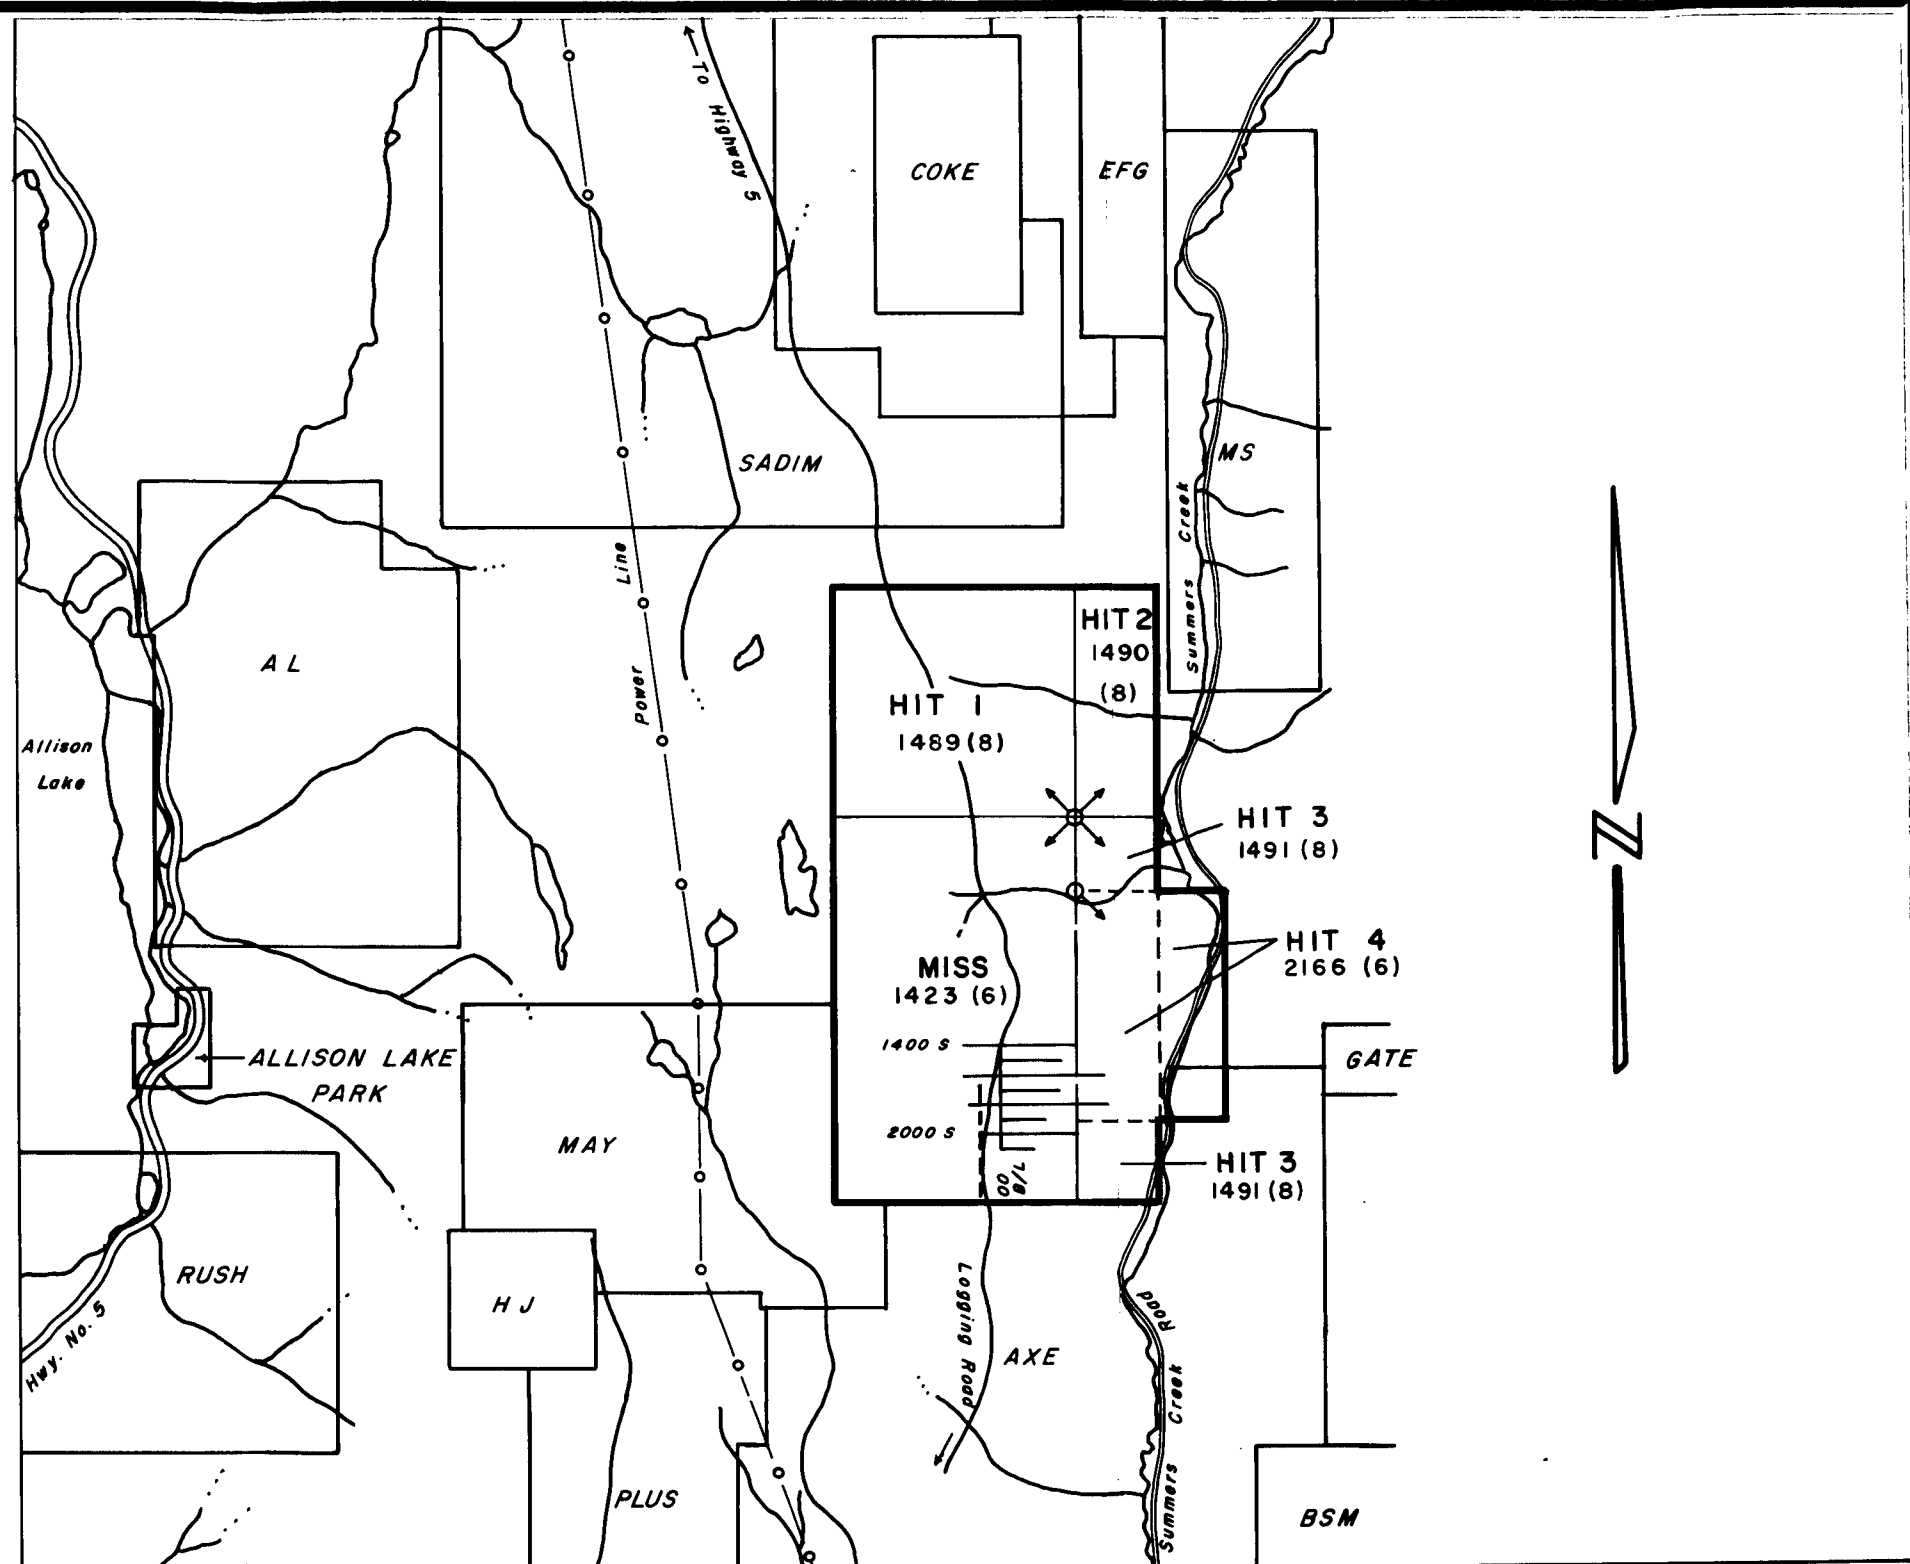 To Highway 5
COKE
EFG
SADIM
MS
Summers Creek
Power Line
AL
HIT 2
1490
(8)
HIT 1
1489 (8)
Allison
Lake
HIT 3
1491 (8)
HIT 4
2166 (6)
MISS
1423 (6)
1400 S
2000 S
00
B/L
GATE
ALLISON LAKE
PARK
MAY
HIT 3
1491 (8)
RUSH
HJ
Hwy. No. 5
Logging Road
AXE
Summers Creek Road
PLUS
BSM
N